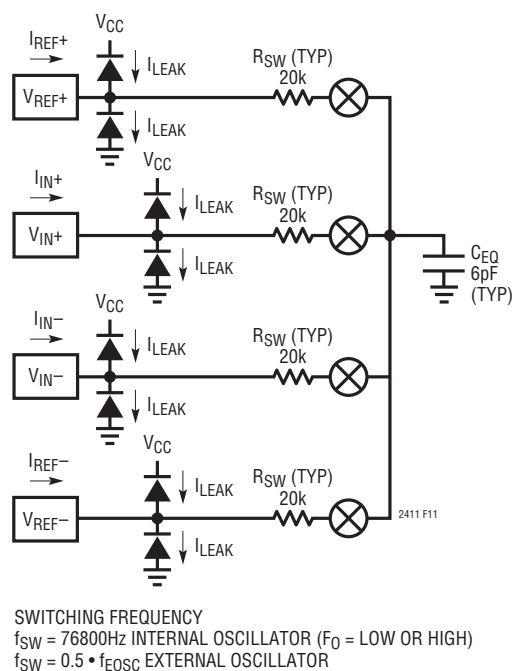 VCC
IREF+
ILEAK
RSW (TYP)
20k
VREF+
ILEAK
VCC
IIN+
ILEAK
RSW (TYP)
20k
VIN+
ILEAK
CEQ
6pF
(TYP)
VCC
IIN–
ILEAK
RSW (TYP)
20k
VIN–
ILEAK
VCC
IREF–
ILEAK
RSW (TYP)
20k
VREF–
2411 F11
ILEAK
SWITCHING FREQUENCY
fSW = 76800Hz INTERNAL OSCILLATOR (FO = LOW OR HIGH)
fSW = 0.5 • fEOSC EXTERNAL OSCILLATOR